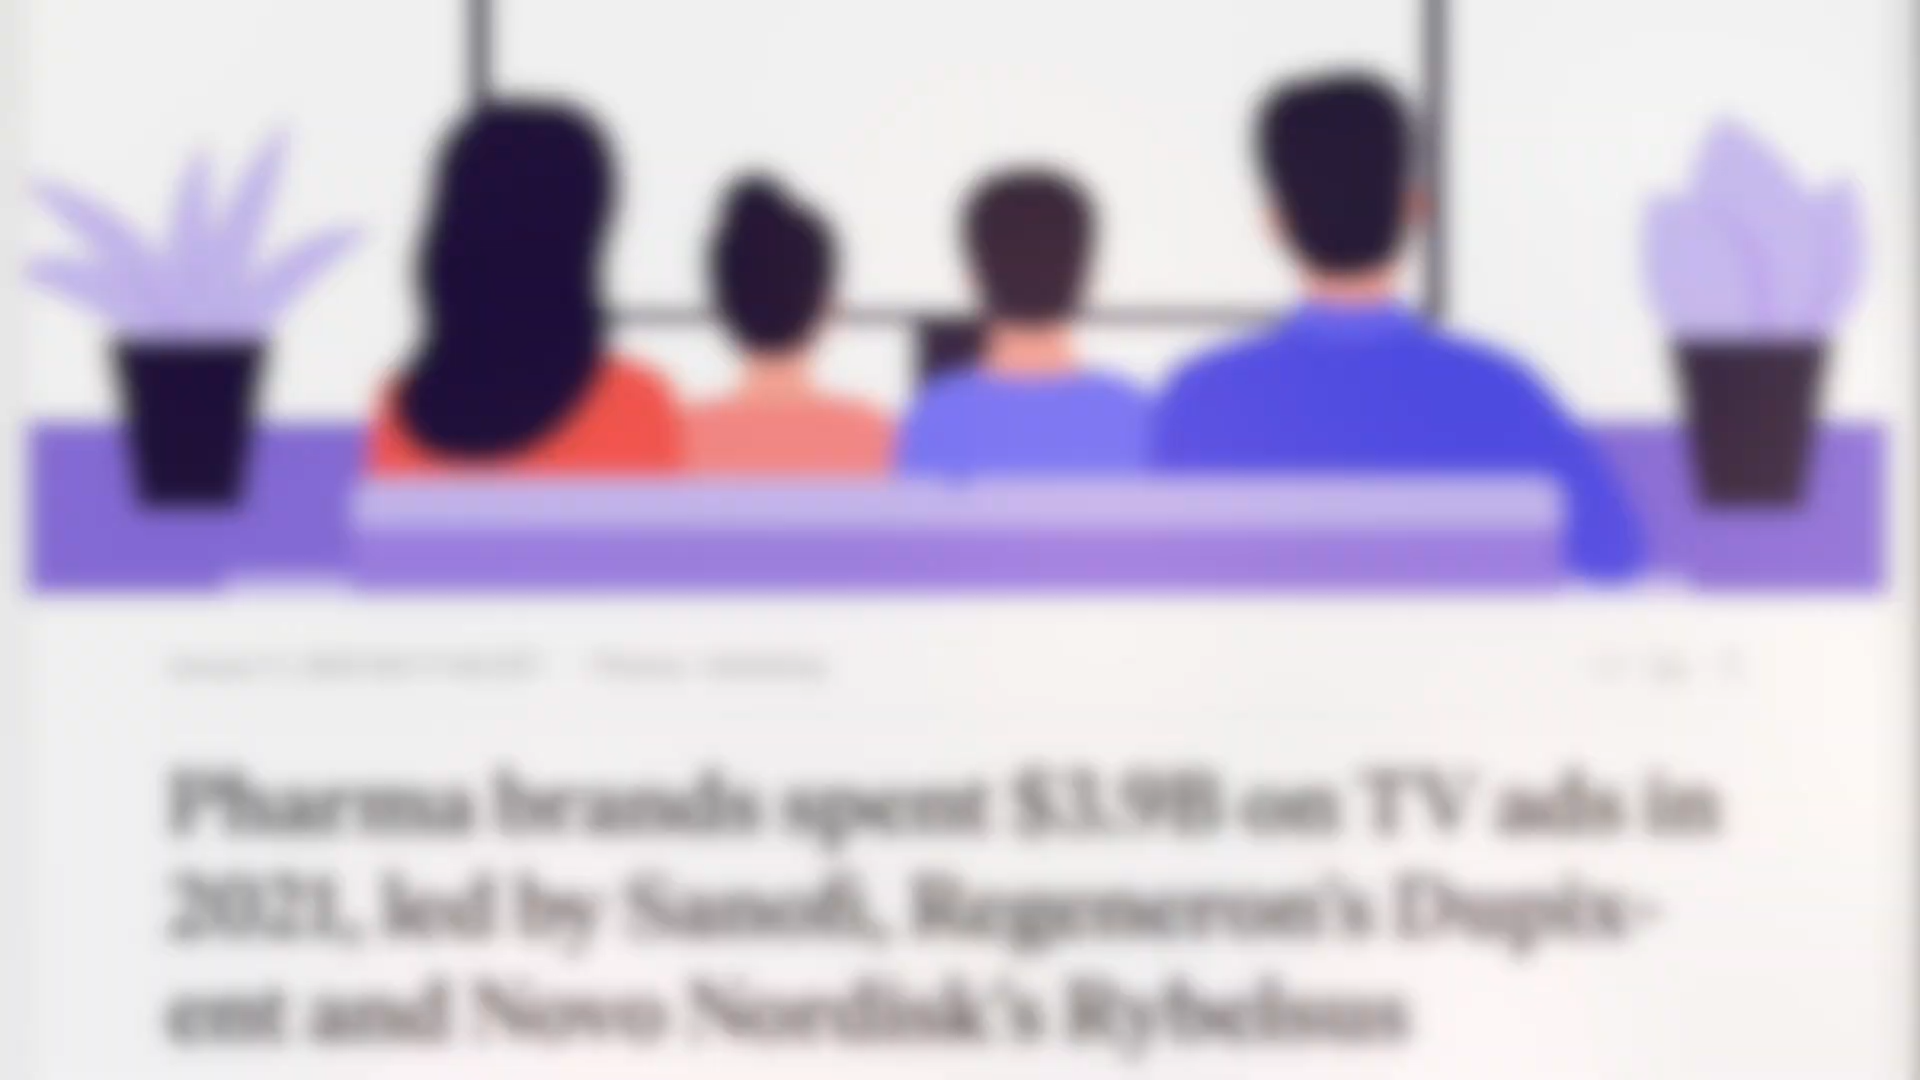 Pharma brands spent $3.9B on TV ads in
2021, led by Sanofi, Regeneron's Dupix-
ent and Novo Nordisk's Rybelsus